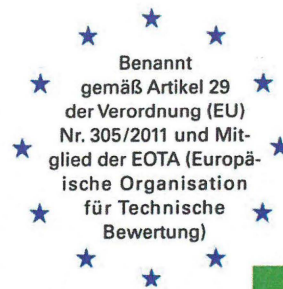 Benannt
gemäß Artikel 29
der Verordnung (EU)
Nr. 305/2011 und Mit-
glied der EOTA (Europä-
ische Organisation
für Technische
Bewertung)